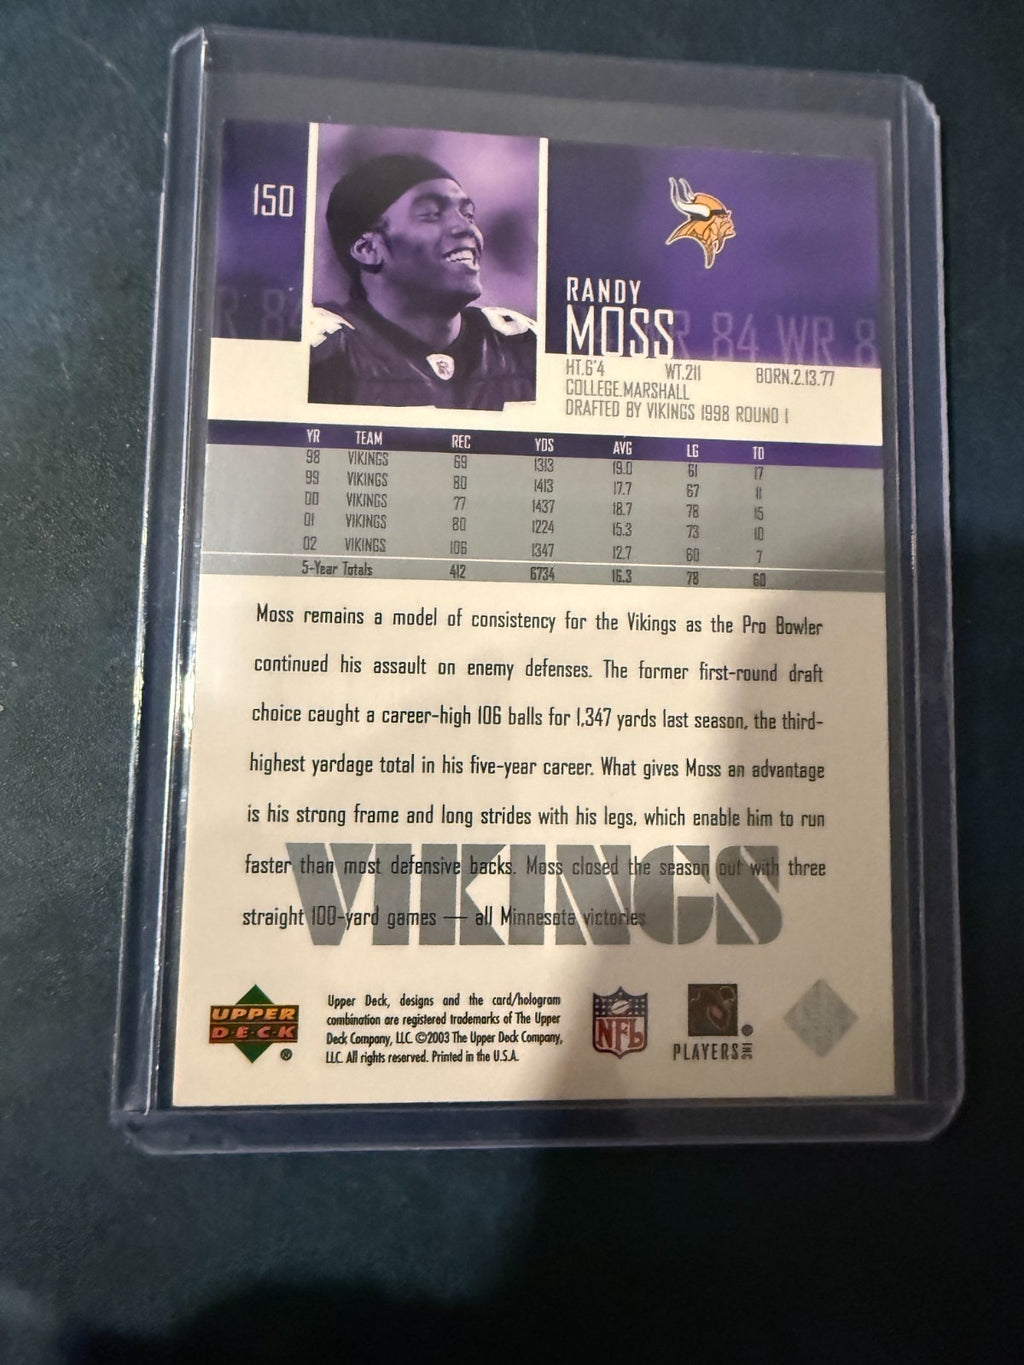 150
RANDY
MOSS
R 84
R 84 WR 8
HT.6'4 WT.211 BORN.2.13.77
COLLEGE.MARSHALL
DRAFTED BY VIKINGS 1998 ROUND 1
YR TEAM REC YDS AVG LG TD
98 VIKINGS 69 1313 19.0 61 17
99 VIKINGS 80 1413 17.7 67 11
00 VIKINGS 77 1437 18.7 78 15
01 VIKINGS 80 1224 15.3 73 10
02 VIKINGS 106 1347 12.7 60 7
5-Year Totals 412 6734 16.3 78 60
Moss remains a model of consistency for the Vikings as the Pro Bowler
continued his assault on enemy defenses. The former first-round draft
choice caught a career-high 106 balls for 1,347 yards last season, the third-
highest yardage total in his five-year career. What gives Moss an advantage
is his strong frame and long strides with his legs, which enable him to run
faster than most defensive backs. Moss closed the season out with three
straight 100-yard games — all Minnesota victories.
VIKINGS
UPPER
DECK
®
Upper Deck, designs and the card/hologram
combination are registered trademarks of The Upper
Deck Company, LLC. ©2003 The Upper Deck Company,
LLC. All rights reserved. Printed in the U.S.A.
NFL
PLAYERS INC